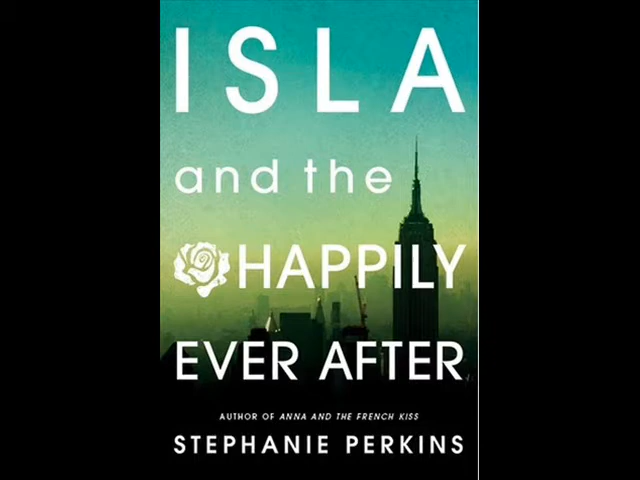 ISLA
and the
HAPPILY
EVER AFTER
AUTHOR OF ANNA AND THE FRENCH KISS
STEPHANIE PERKINS